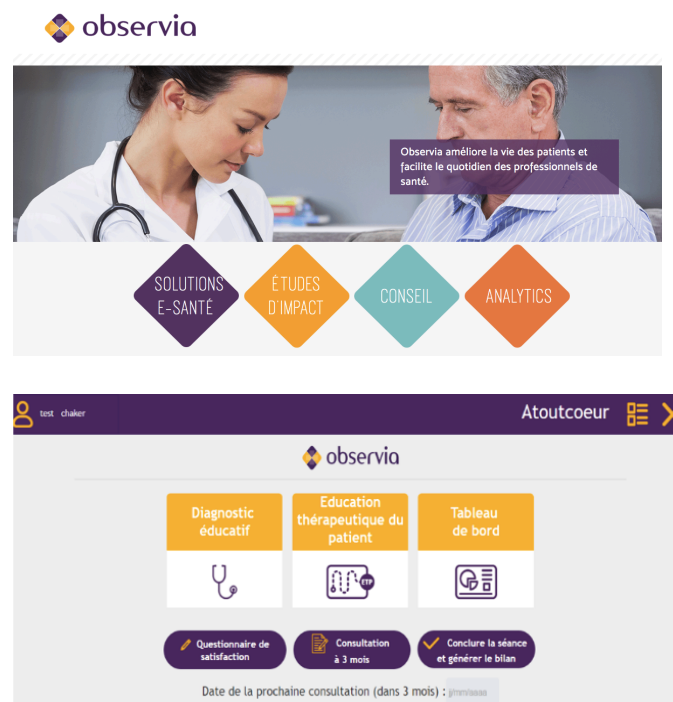 observia
Observia améliore la vie des patients et
facilite le quotidien des professionnels de
santé.
SOLUTIONS
E-SANTÉ
ÉTUDES
D'IMPACT
CONSEIL
ANALYTICS
test chaker
Atoutcoeur
observia
Diagnostic
éducatif
Education
thérapeutique du
patient
Tableau
de bord
ETP
Questionnaire de
satisfaction
Consultation
à 3 mois
Conclure la séance
et générer le bilan
Date de la prochaine consultation (dans 3 mois) :